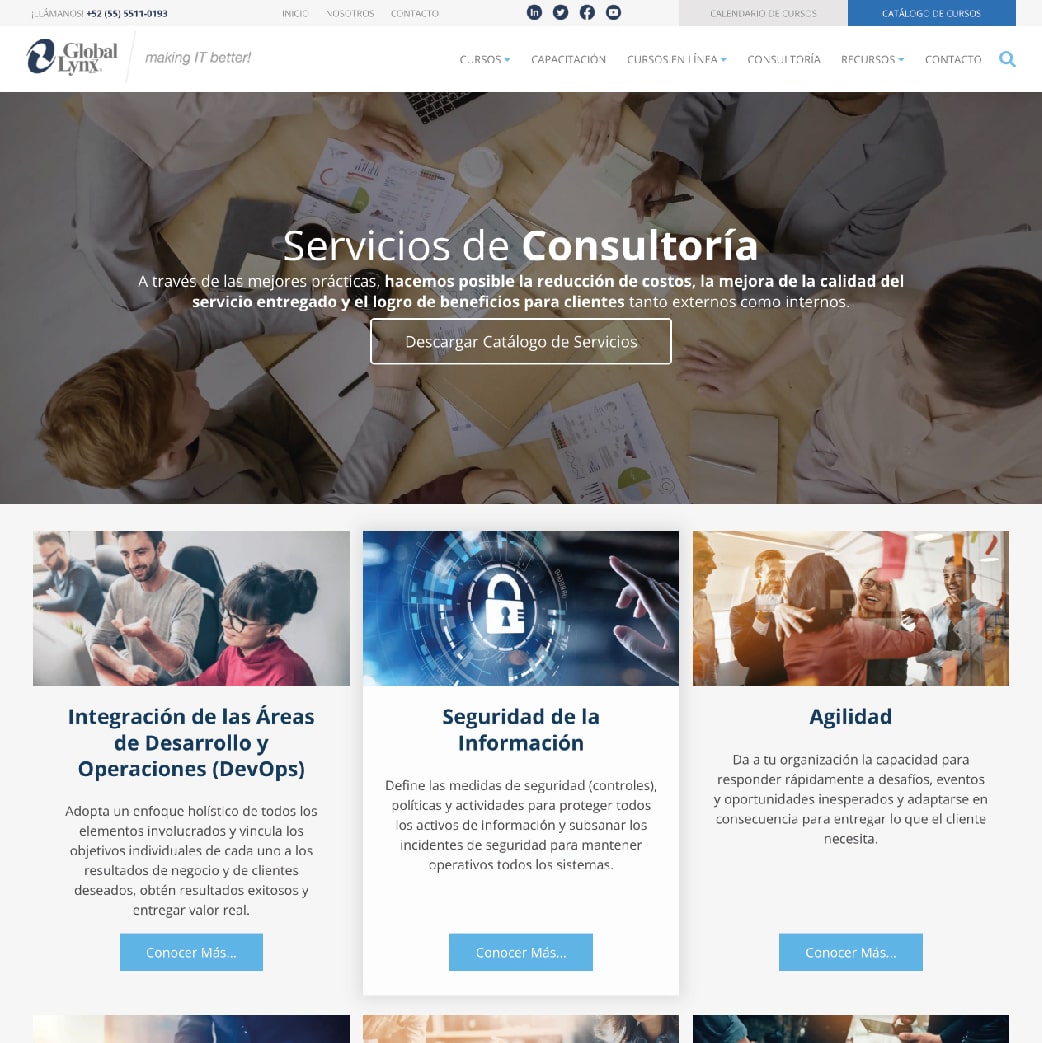 ¡LLÁMANOS! +52 (55) 5511-0193
INICIO
NOSOTROS
CONTACTO
CALENDARIO DE CURSOS
CATÁLOGO DE CURSOS
Global
Lynx
making IT better!
CURSOS
CAPACITACIÓN
CURSOS EN LÍNEA
CONSULTORÍA
RECURSOS
CONTACTO
Servicios de Consultoría
A través de las mejores prácticas, hacemos posible la reducción de costos, la mejora de la calidad del
servicio entregado y el logro de beneficios para clientes tanto externos como internos.
Descargar Catálogo de Servicios
Integración de las Áreas
de Desarrollo y
Operaciones (DevOps)
Adopta un enfoque holístico de todos los
elementos involucrados y vincula los
objetivos individuales de cada uno a los
resultados de negocio y de clientes
deseados, obtén resultados exitosos y
entregar valor real.
Conocer Más...
Seguridad de la
Información
Define las medidas de seguridad (controles),
políticas y actividades para proteger todos
los activos de información y subsanar los
incidentes de seguridad para mantener
operativos todos los sistemas.
Conocer Más...
Agilidad
Da a tu organización la capacidad para
responder rápidamente a desafíos, eventos
y oportunidades inesperados y adaptarse en
consecuencia para entregar lo que el cliente
necesita.
Conocer Más...